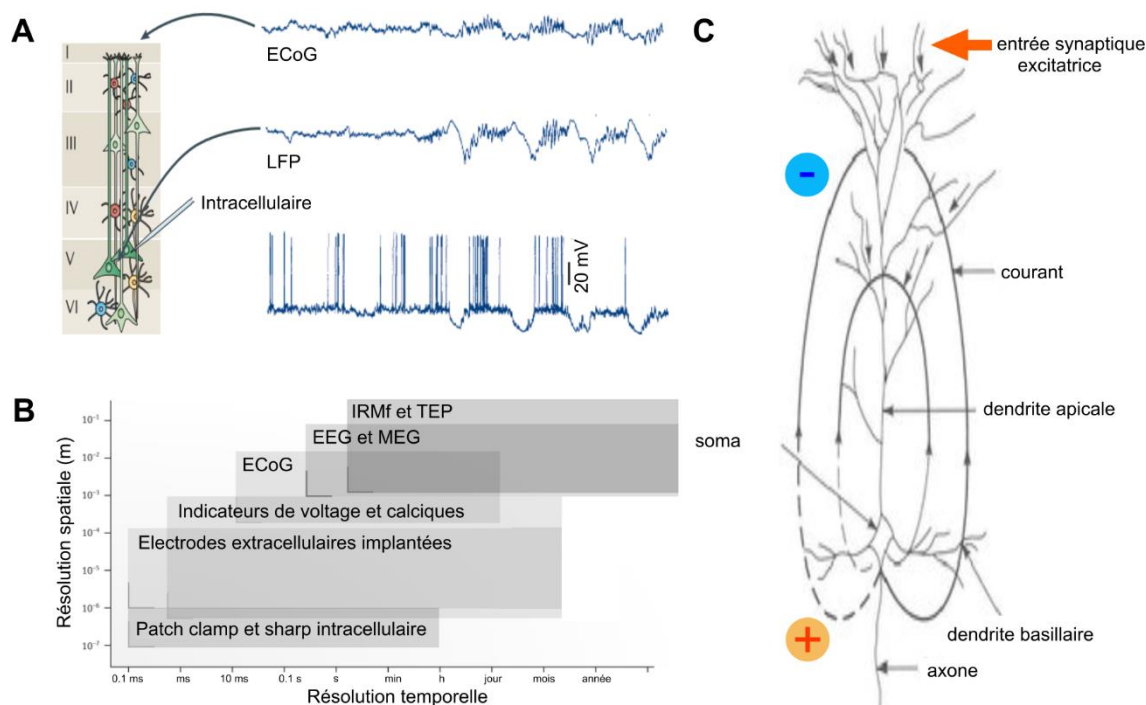 A
ECoG
I
II
III
IV
V
VI
LFP
Intracellulaire
20 mV
B
Résolution spatiale (m)
10⁻¹
10⁻²
10⁻³
10⁻⁴
10⁻⁵
10⁻⁶
10⁻⁷
IRMf et TEP
EEG et MEG
ECoG
Indicateurs de voltage et calciques
Electrodes extracellulaires implantées
Patch clamp et sharp intracellulaire
0.1 ms
ms
10 ms
0.1 s
s
min
h
jour
mois
année
Résolution temporelle
C
entrée synaptique
excitatrice
-
courant
dendrite apicale
soma
dendrite basillaire
+
axone